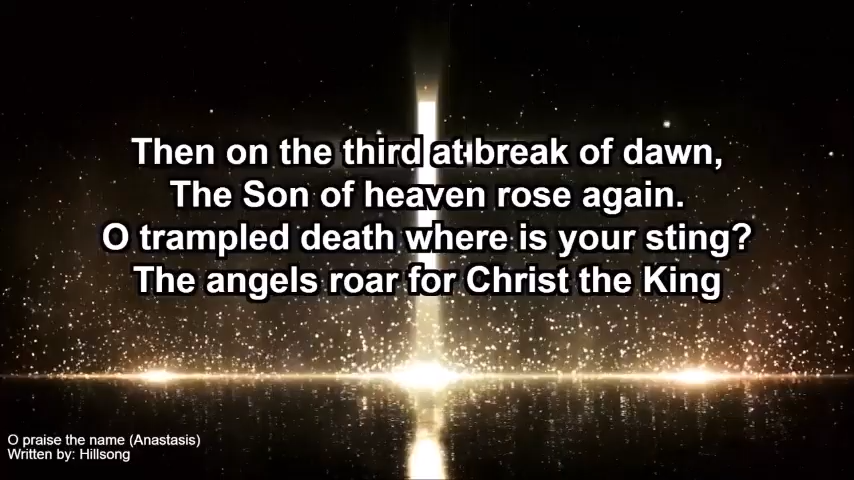 Then on the third at break of dawn,
The Son of heaven rose again.
O trampled death where is your sting?
The angels roar for Christ the King
O praise the name (Anastasis)
Written by: Hillsong